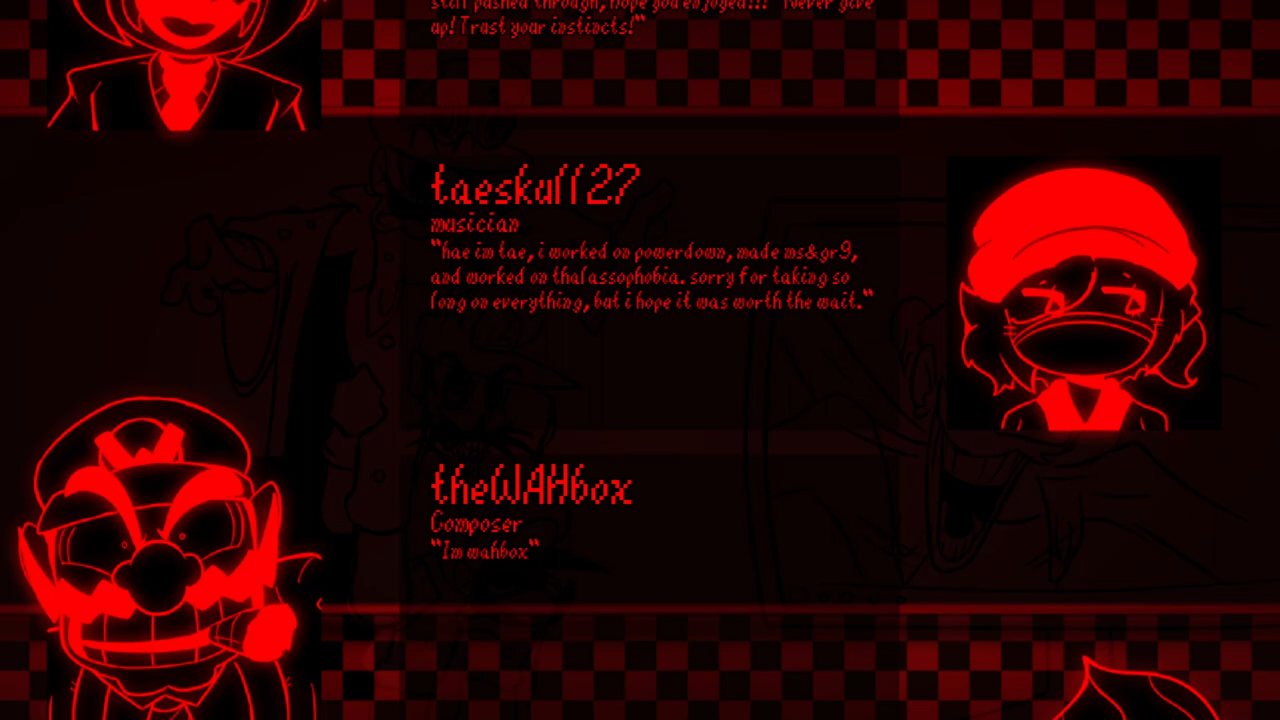 still pushed through, hope you enjoyed!!! "Never give
up! Trust your instincts!"
taeskull27
musician
"hae im tae, i worked on powerdown, made ms&gr9,
and worked on thalassophobia. sorry for taking so
long on everything, but i hope it was worth the wait."
theWAHbox
Composer
"Im wahbox"